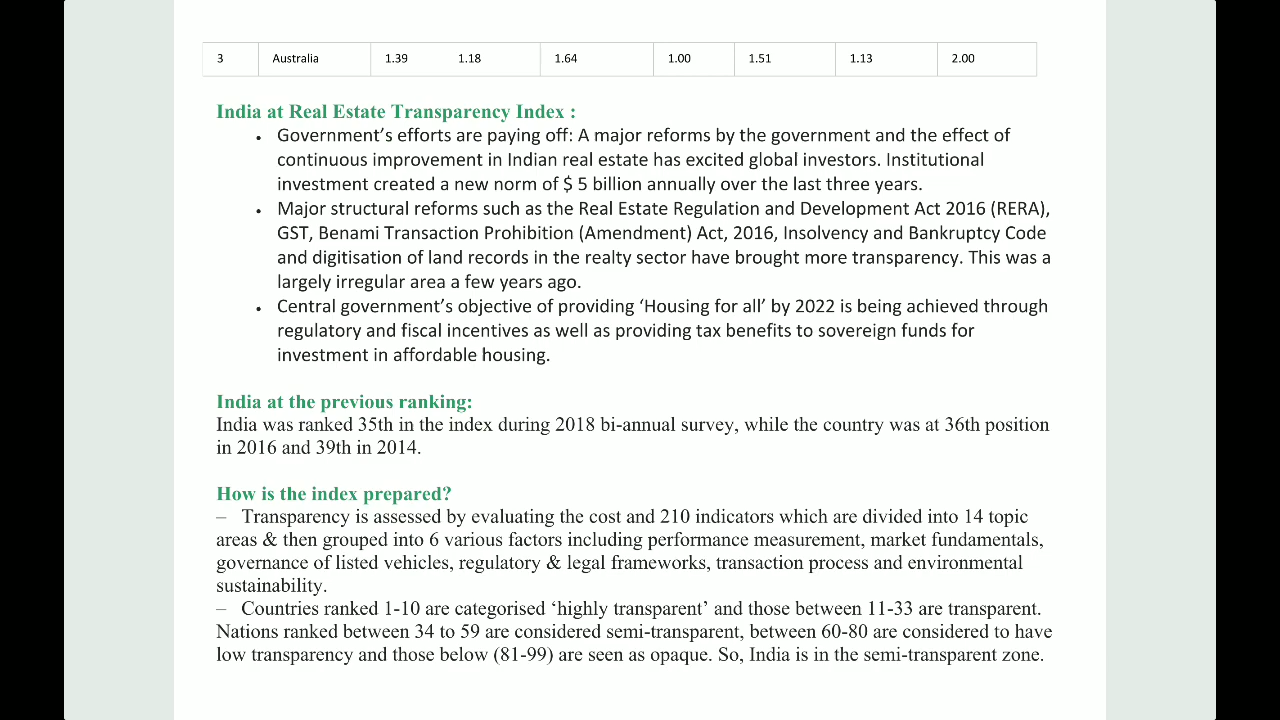 3 Australia 1.39 1.18 1.64 1.00 1.51 1.13 2.00
India at Real Estate Transparency Index :
• Government’s efforts are paying off: A major reforms by the government and the effect of
continuous improvement in Indian real estate has excited global investors. Institutional
investment created a new norm of $ 5 billion annually over the last three years.
• Major structural reforms such as the Real Estate Regulation and Development Act 2016 (RERA),
GST, Benami Transaction Prohibition (Amendment) Act, 2016, Insolvency and Bankruptcy Code
and digitisation of land records in the realty sector have brought more transparency. This was a
largely irregular area a few years ago.
• Central government’s objective of providing ‘Housing for all’ by 2022 is being achieved through
regulatory and fiscal incentives as well as providing tax benefits to sovereign funds for
investment in affordable housing.
India at the previous ranking:
India was ranked 35th in the index during 2018 bi-annual survey, while the country was at 36th position
in 2016 and 39th in 2014.
How is the index prepared?
– Transparency is assessed by evaluating the cost and 210 indicators which are divided into 14 topic
areas & then grouped into 6 various factors including performance measurement, market fundamentals,
governance of listed vehicles, regulatory & legal frameworks, transaction process and environmental
sustainability.
– Countries ranked 1-10 are categorised ‘highly transparent’ and those between 11-33 are transparent.
Nations ranked between 34 to 59 are considered semi-transparent, between 60-80 are considered to have
low transparency and those below (81-99) are seen as opaque. So, India is in the semi-transparent zone.